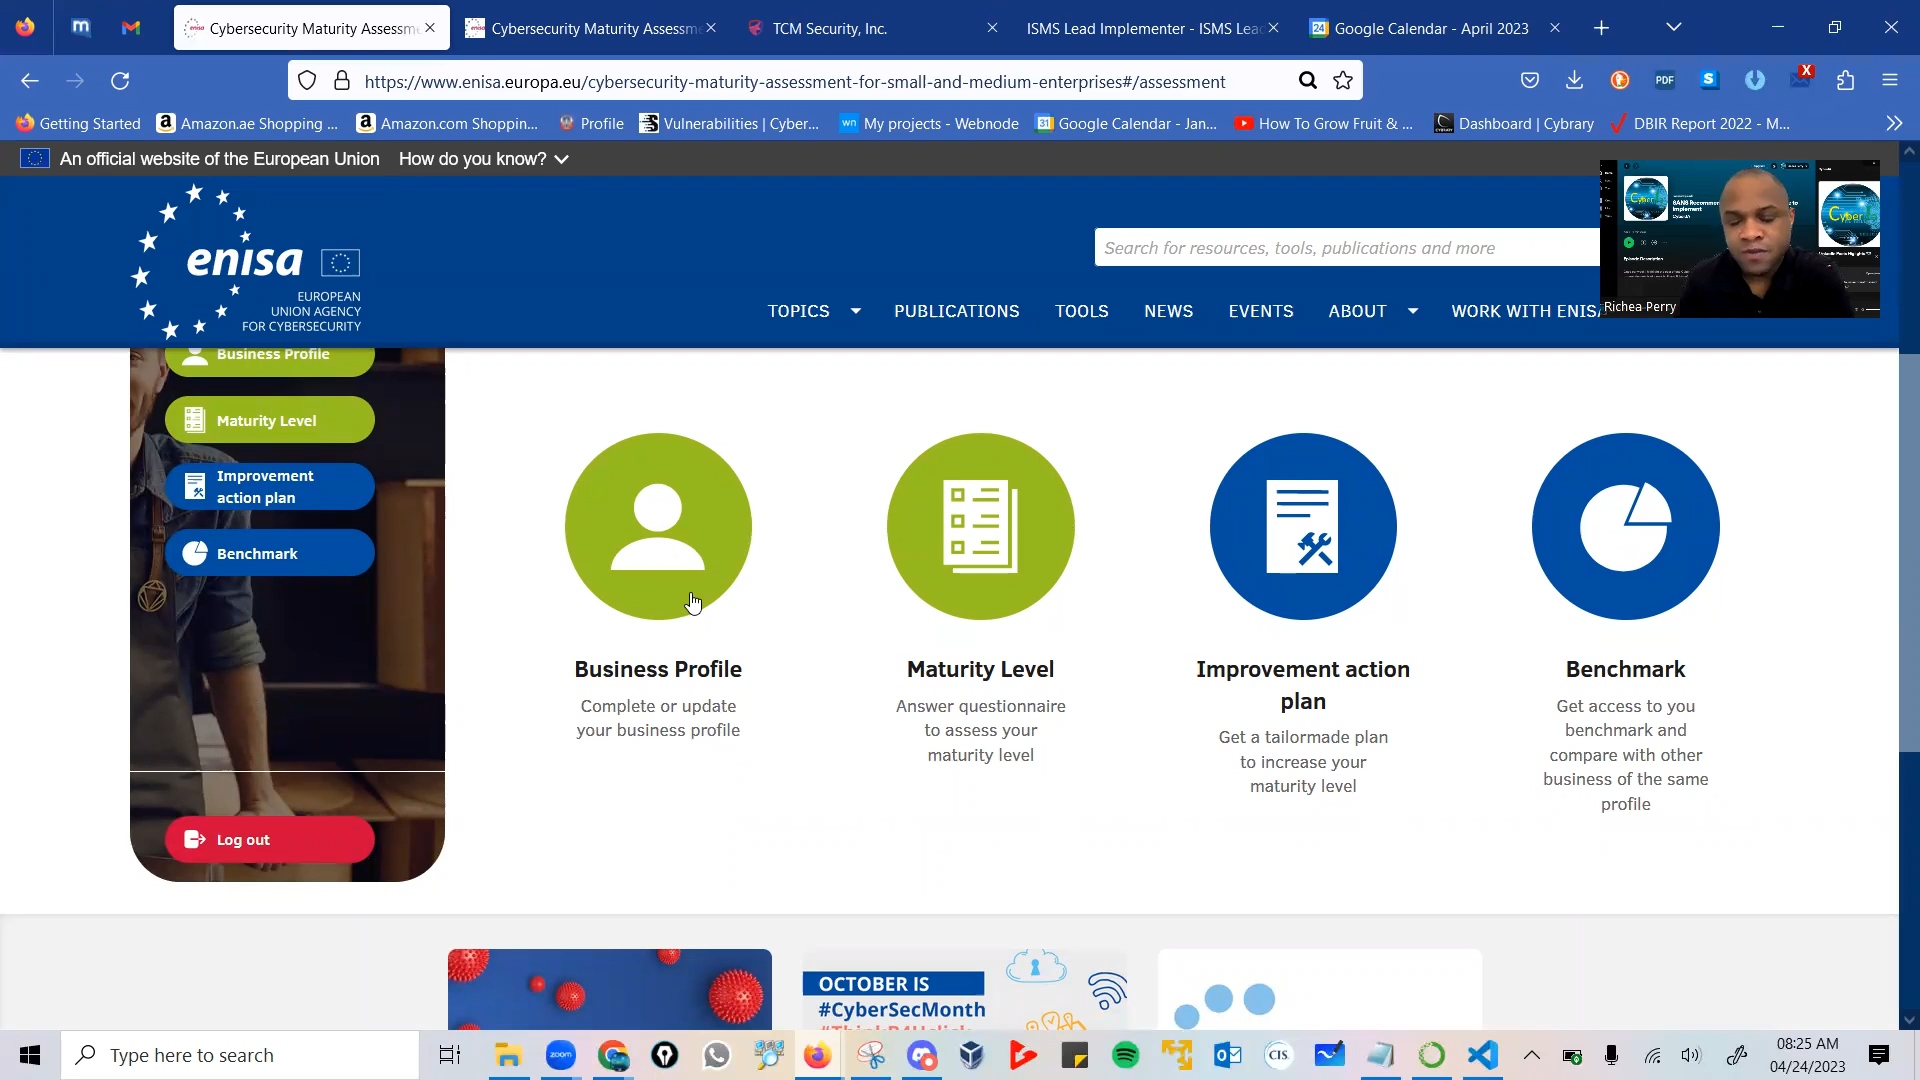 Cybersecurity Maturity Assessm
Cybersecurity Maturity Assessm
TCM Security, Inc.
ISMS Lead Implementer - ISMS Lea
Google Calendar - April 2023
https://www.enisa.europa.eu/cybersecurity-maturity-assessment-for-small-and-medium-enterprises#/assessment
Getting Started
Amazon.ae Shopping ...
Amazon.com Shoppin...
Profile
Vulnerabilities | Cyber...
My projects - Webnode
Google Calendar - Jan...
How To Grow Fruit & ...
Dashboard | Cybrary
DBIR Report 2022 - M...
An official website of the European Union How do you know?
enisa
EUROPEAN
UNION AGENCY
FOR CYBERSECURITY
Search for resources, tools, publications and more
TOPICS
PUBLICATIONS
TOOLS
NEWS
EVENTS
ABOUT
WORK WITH ENISA
Richea Perry
Business Profile
Maturity Level
Improvement
action plan
Benchmark
Log out
Business Profile
Complete or update
your business profile
Maturity Level
Answer questionnaire
to assess your
maturity level
Improvement action
plan
Get a tailormade plan
to increase your
maturity level
Benchmark
Get access to you
benchmark and
compare with other
business of the same
profile
OCTOBER IS
#CyberSecMonth
Type here to search
zoom
CIS.
08:25 AM
04/24/2023